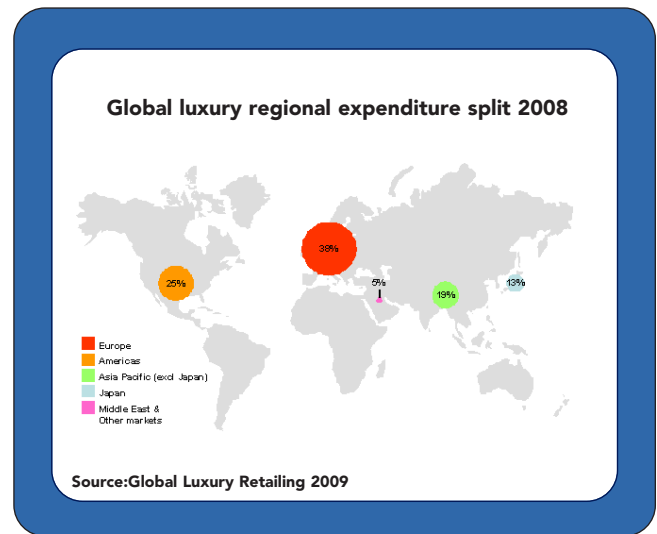 Global luxury regional expenditure split 2008
38%
25%
5%
19%
13%
Europe
Americas
Asia Pacific (excl Japan)
Japan
Middle East &
Other markets
Source:Global Luxury Retailing 2009